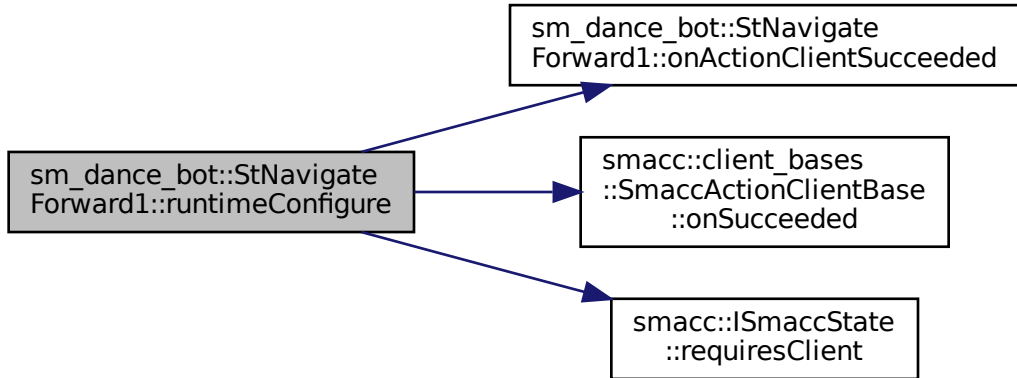 sm_dance_bot::StNavigate
Forward1::runtimeConfigure
sm_dance_bot::StNavigate
Forward1::onActionClientSucceeded
smacc::client_bases
::SmaccActionClientBase
::onSucceeded
smacc::ISmaccState
::requiresClient